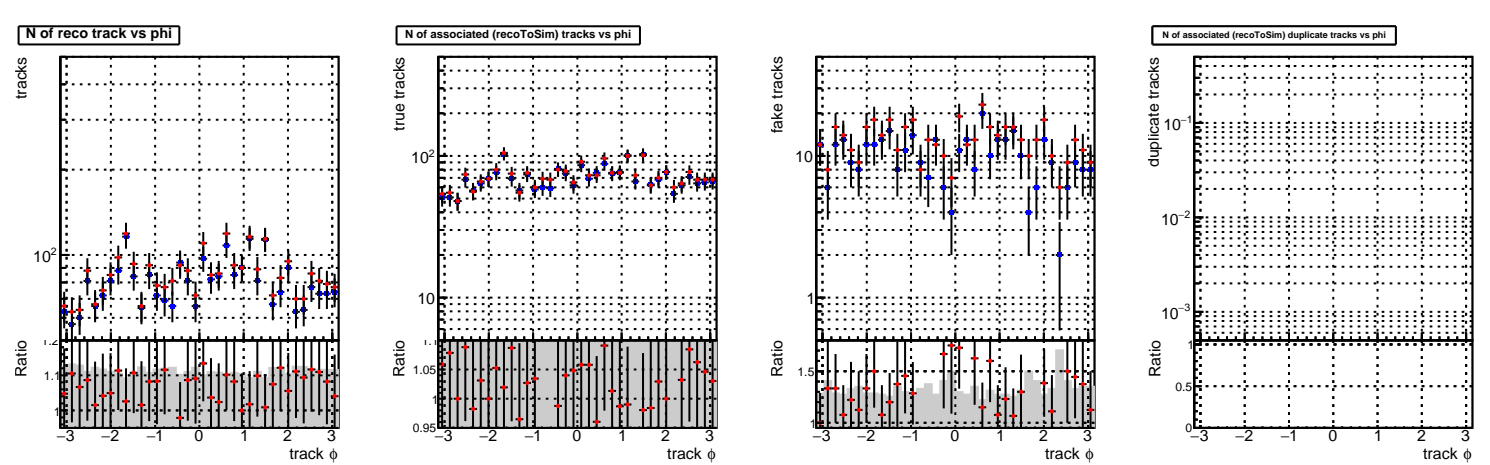 N of reco track vs phi
tracks
10²
Ratio
1.2
1.1
1
−3 −2 −1 0 1 2 3
track ϕ
N of associated (recoToSim) tracks vs phi
true tracks
10²
10
Ratio
1.1
1.05
1
0.95
−3 −2 −1 0 1 2 3
track ϕ
fake tracks
10
1
Ratio
1.5
1
−3 −2 −1 0 1 2 3
track ϕ
N of associated (recoToSim) duplicate tracks vs phi
duplicate tracks
10⁻¹
10⁻²
10⁻³
Ratio
1
0.5
0
−3 −2 −1 0 1 2 3
track ϕ